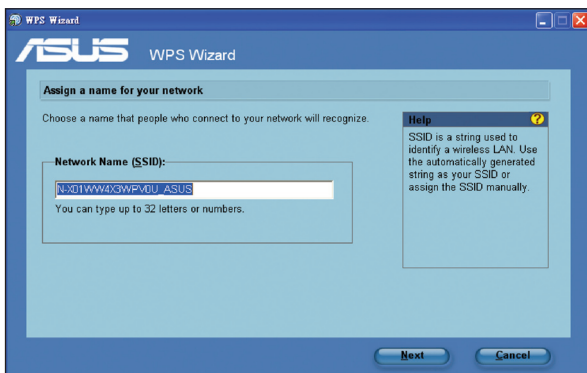 WPS Wizard
ASUS WPS Wizard
Assign a name for your network
Choose a name that people who connect to your network will recognize.
Network Name (SSID):
N-X01WW4X3WPV0U_ASUS
You can type up to 32 letters or numbers.
Help
SSID is a string used to
identify a wireless LAN. Use
the automatically generated
string as your SSID or
assign the SSID manually.
Next
Cancel